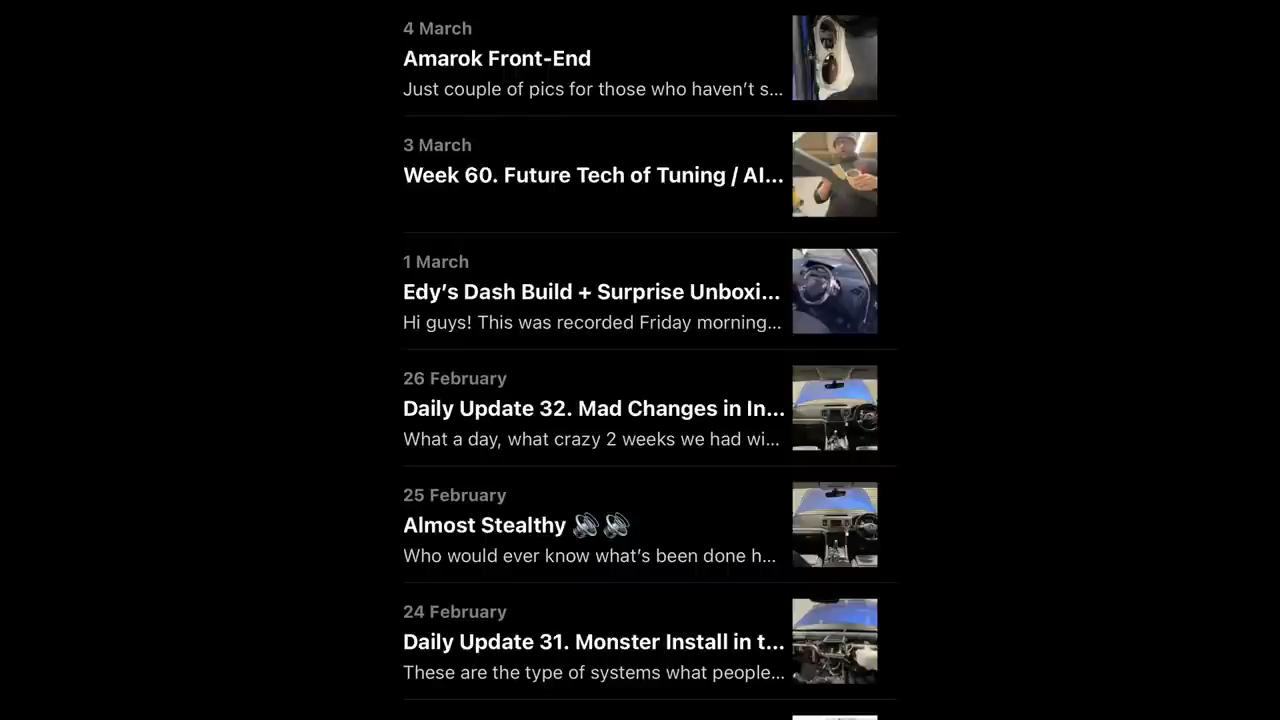 4 March
Amarok Front-End
Just couple of pics for those who haven’t s...
3 March
Week 60. Future Tech of Tuning / AI...
1 March
Edy’s Dash Build + Surprise Unboxi...
Hi guys! This was recorded Friday morning...
26 February
Daily Update 32. Mad Changes in In...
What a day, what crazy 2 weeks we had wi...
25 February
Almost Stealthy 🔊🔊
Who would ever know what’s been done h...
24 February
Daily Update 31. Monster Install in t...
These are the type of systems what people...